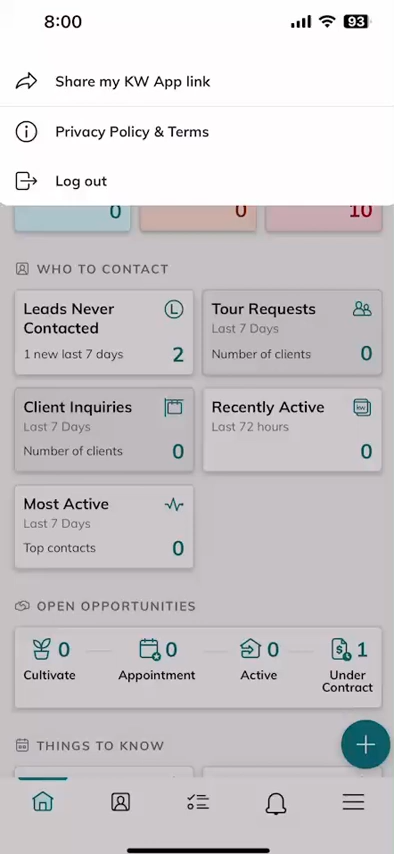 8:00
93
Share my KW App link
Privacy Policy & Terms
Log out
0
0
10
WHO TO CONTACT
Leads Never
Contacted
L
1 new last 7 days
2
Tour Requests
Last 7 Days
Number of clients
0
Client Inquiries
Last 7 Days
Number of clients
0
Recently Active
kw
Last 72 hours
0
Most Active
Last 7 Days
Top contacts
0
OPEN OPPORTUNITIES
0
Cultivate
0
Appointment
0
Active
$
1
Under
Contract
THINGS TO KNOW